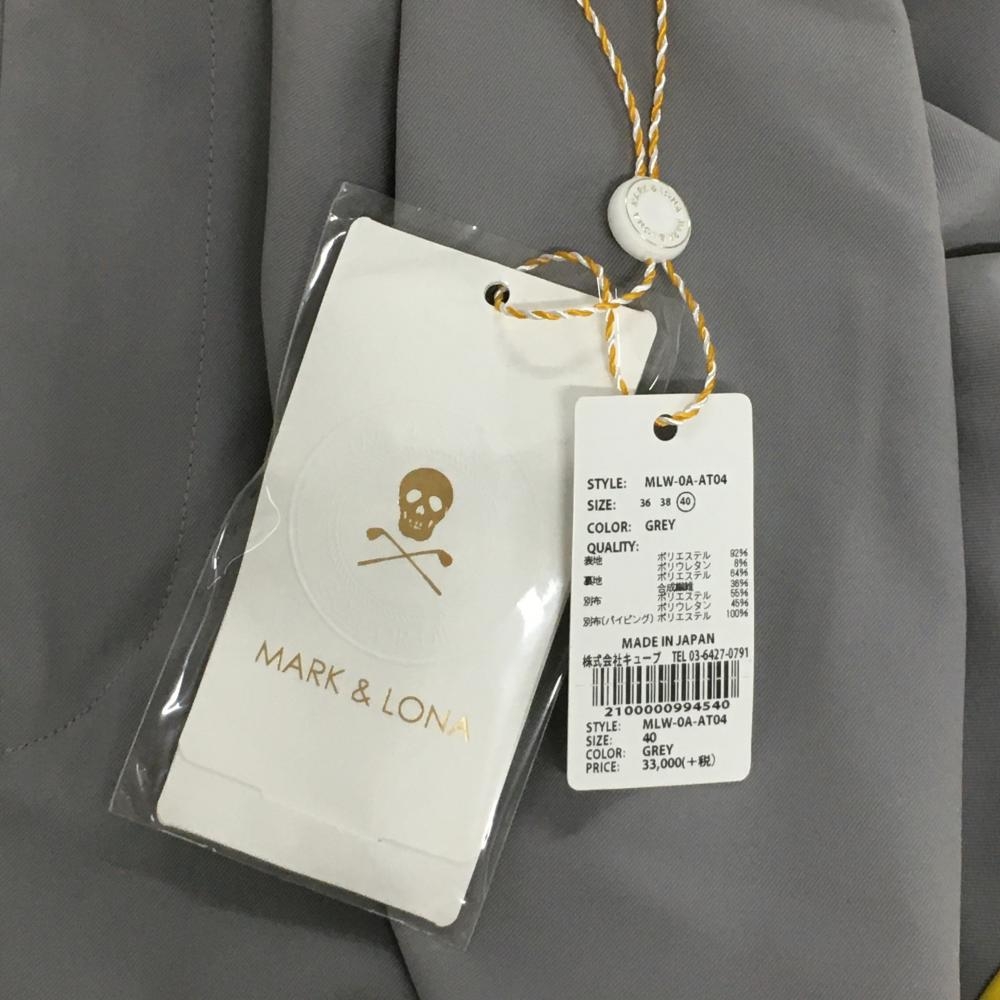 MARK & LONA MARK & LONA
MARK & LONA
STYLE: MLW-0A-AT04
SIZE: 36 38 40
COLOR: GREY
QUALITY:
表地 ポリエステル 92%
ポリウレタン 8%
裏地 ポリエステル 64%
合成繊維 36%
別布 ポリエステル 55%
ポリウレタン 45%
別布(パイピング) ポリエステル 100%
MADE IN JAPAN
株式会社キューブ TEL 03-6427-0791
2100000994540
STYLE: MLW-0A-AT04
SIZE: 40
COLOR: GREY
PRICE: 33,000(+税)